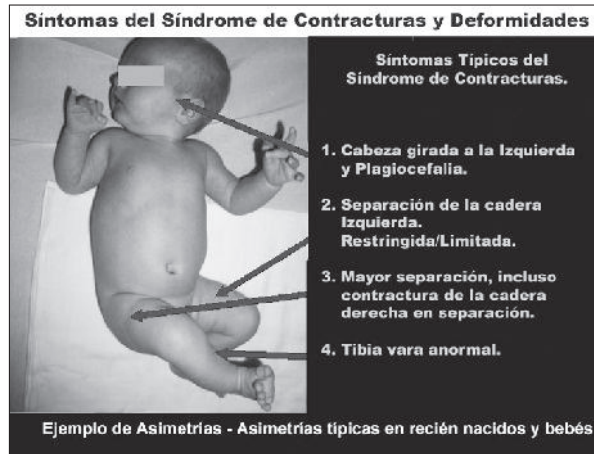 Síntomas del Síndrome de Contracturas y Deformidades
Síntomas Típicos del
Síndrome de Contracturas.
1. Cabeza girada a la Izquierda
y Plagiocefalia.
2. Separación de la cadera
Izquierda.
Restringida/Limitada.
3. Mayor separación, incluso
contractura de la cadera
derecha en separación.
4. Tibia vara anormal.
Ejemplo de Asimetrías - Asimetrías típicas en recién nacidos y bebés